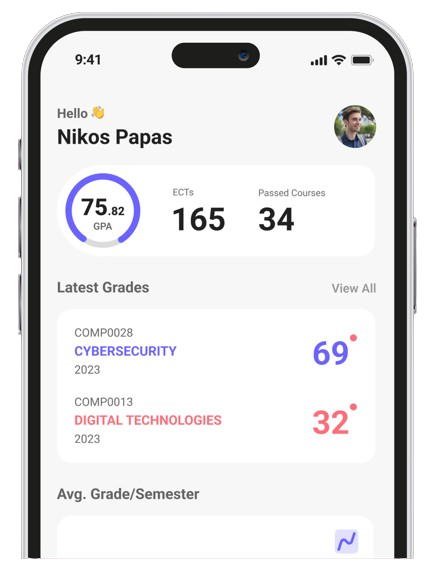 9:41
Hello 👋
Nikos Papas
75.82
GPA
ECTs
165
Passed Courses
34
Latest Grades
View All
COMP0028
CYBERSECURITY
2023
69
COMP0013
DIGITAL TECHNOLOGIES
2023
32
Avg. Grade/Semester